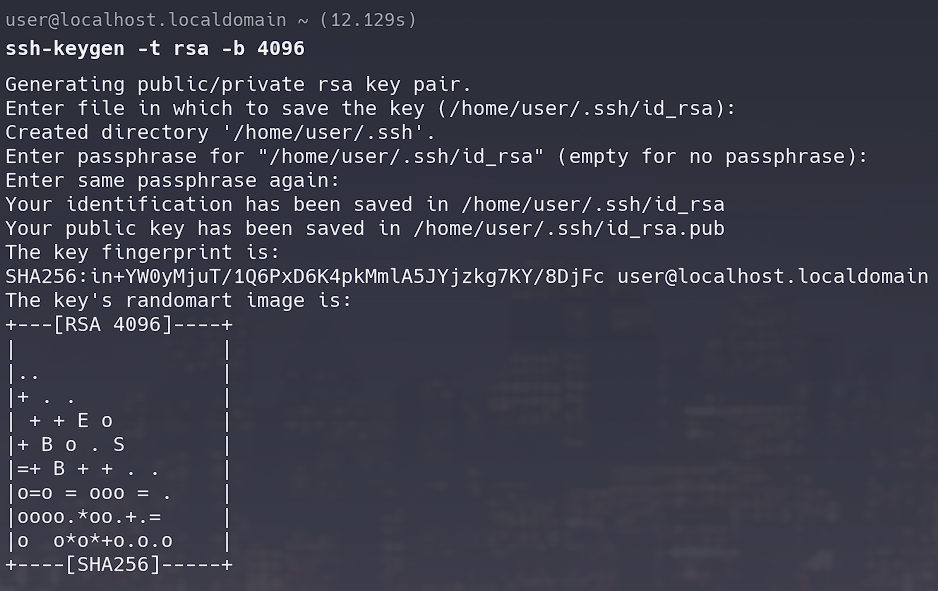 user@localhost.localdomain ~ (12.129s)
ssh-keygen -t rsa -b 4096
Generating public/private rsa key pair.
Enter file in which to save the key (/home/user/.ssh/id_rsa):
Created directory '/home/user/.ssh'.
Enter passphrase for "/home/user/.ssh/id_rsa" (empty for no passphrase):
Enter same passphrase again:
Your identification has been saved in /home/user/.ssh/id_rsa
Your public key has been saved in /home/user/.ssh/id_rsa.pub
The key fingerprint is:
SHA256:in+YW0yMjuT/1Q6PxD6K4pkMmlA5JYjzkg7KY/8DjFc user@localhost.localdomain
The key's randomart image is:
+---[RSA 4096]----+
|                 |
|..               |
|+ . .            |
| + + E o         |
|+ B o . S        |
|=+ B + + . .     |
|o=o = ooo = .    |
|oooo.*oo.+.=     |
|o  o*o*+o.o.o    |
+----[SHA256]-----+